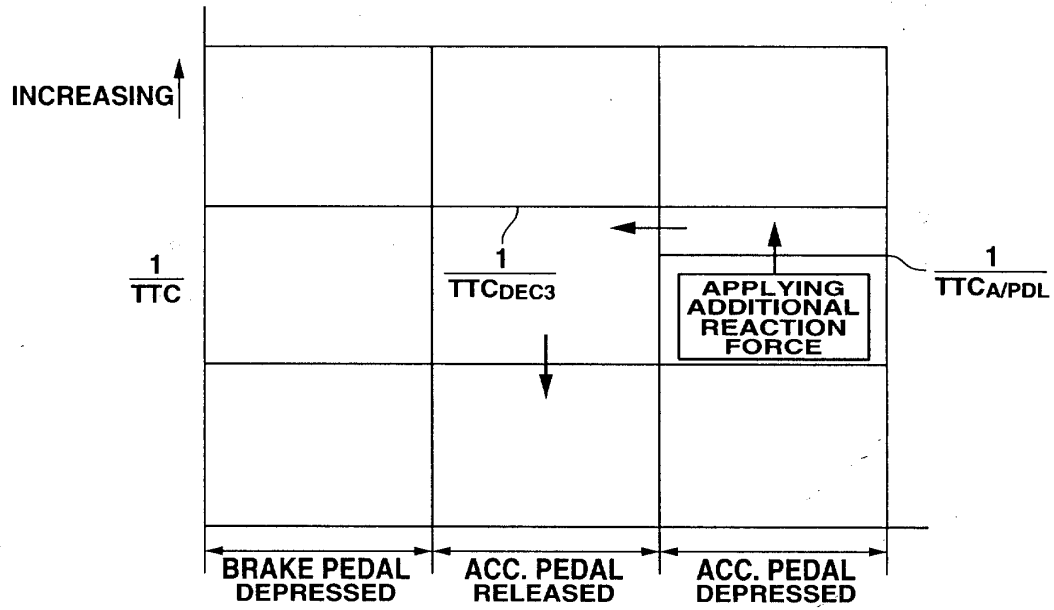 INCREASING
1
TTC
1
TTCDEC3
1
TTCA/PDL
APPLYING
ADDITIONAL
REACTION
FORCE
BRAKE PEDAL
DEPRESSED
ACC. PEDAL
RELEASED
ACC. PEDAL
DEPRESSED